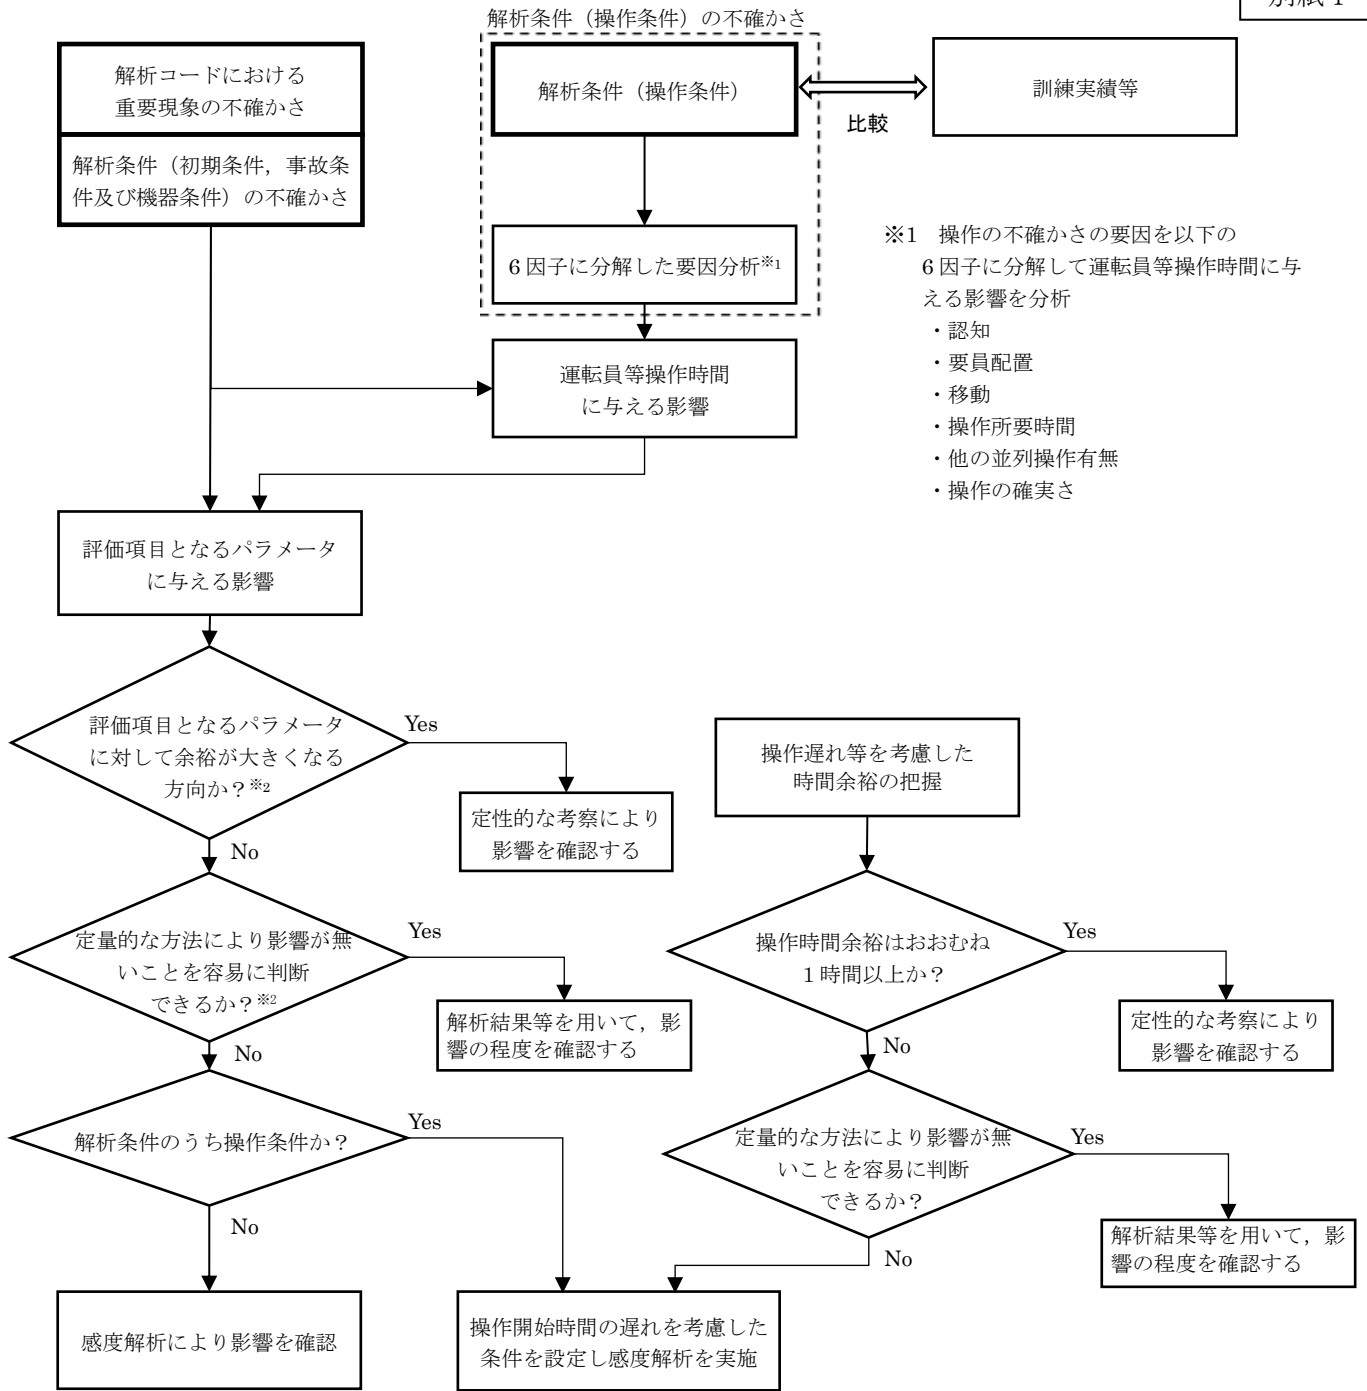 別紙1
解析条件（操作条件）の不確かさ
解析コードにおける
重要現象の不確かさ
解析条件（初期条件，事故条
件及び機器条件）の不確かさ
解析条件（操作条件）
比較
訓練実績等
6因子に分解した要因分析※1
※1　操作の不確かさの要因を以下の
6因子に分解して運転員等操作時間に与
える影響を分析
・認知
・要員配置
・移動
・操作所要時間
・他の並列操作有無
・操作の確実さ
運転員等操作時間
に与える影響
評価項目となるパラメータ
に与える影響
評価項目となるパラメータ
に対して余裕が大きくなる
方向か？※2
Yes
定性的な考察により
影響を確認する
No
定量的な方法により影響が無
いことを容易に判断
できるか？※2
Yes
解析結果等を用いて，影
響の程度を確認する
No
解析条件のうち操作条件か？
Yes
No
感度解析により影響を確認
操作遅れ等を考慮した
時間余裕の把握
操作時間余裕はおおむね
１時間以上か？
Yes
定性的な考察により
影響を確認する
No
定量的な方法により影響が無
いことを容易に判断
できるか？
Yes
解析結果等を用いて，影
響の程度を確認する
No
操作開始時間の遅れを考慮した
条件を設定し感度解析を実施